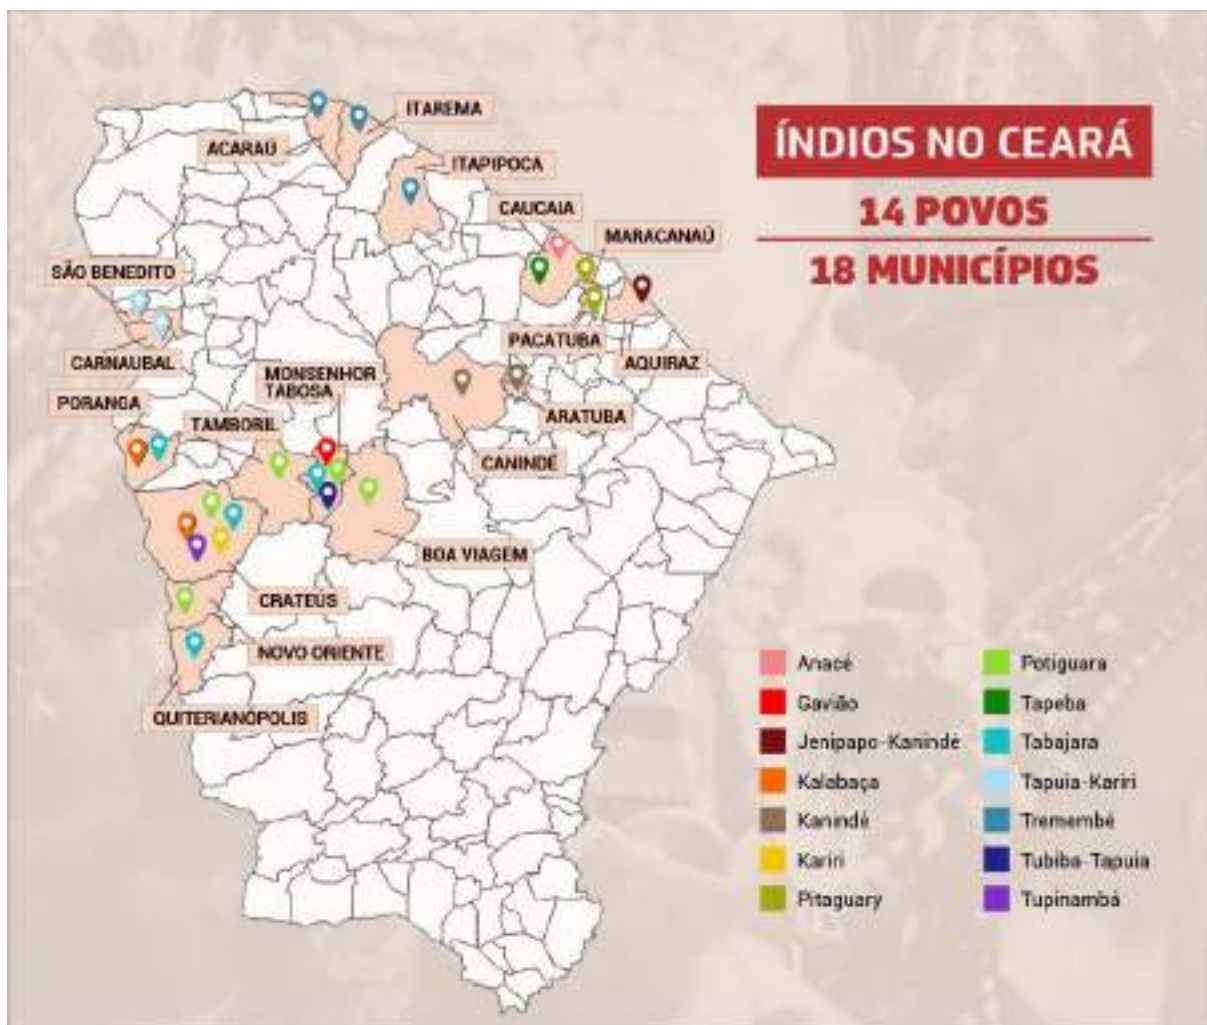 ÍNDIOS NO CEARÁ
14 POVOS
18 MUNICÍPIOS
ITAREMA
ACARAÚ
ITAPIPOCA
CAUCAIA
MARACANAÚ
SÃO BENEDITO
PACATUBA
CARNAUBAL
AQUIRAZ
MONSENHOR
TABOSA
PORANGA
ARATUBA
TAMBORIL
CANINDÉ
BOA VIAGEM
CRATEÚS
NOVO ORIENTE
QUITERIANÓPOLIS
Anacé
Gavião
Jenipapo-Kanindé
Kalabaça
Kanindé
Kariri
Pitaguary
Potiguara
Tapeba
Tabajara
Tapuia-Kariri
Tremembé
Tubiba-Tapuia
Tupinambá